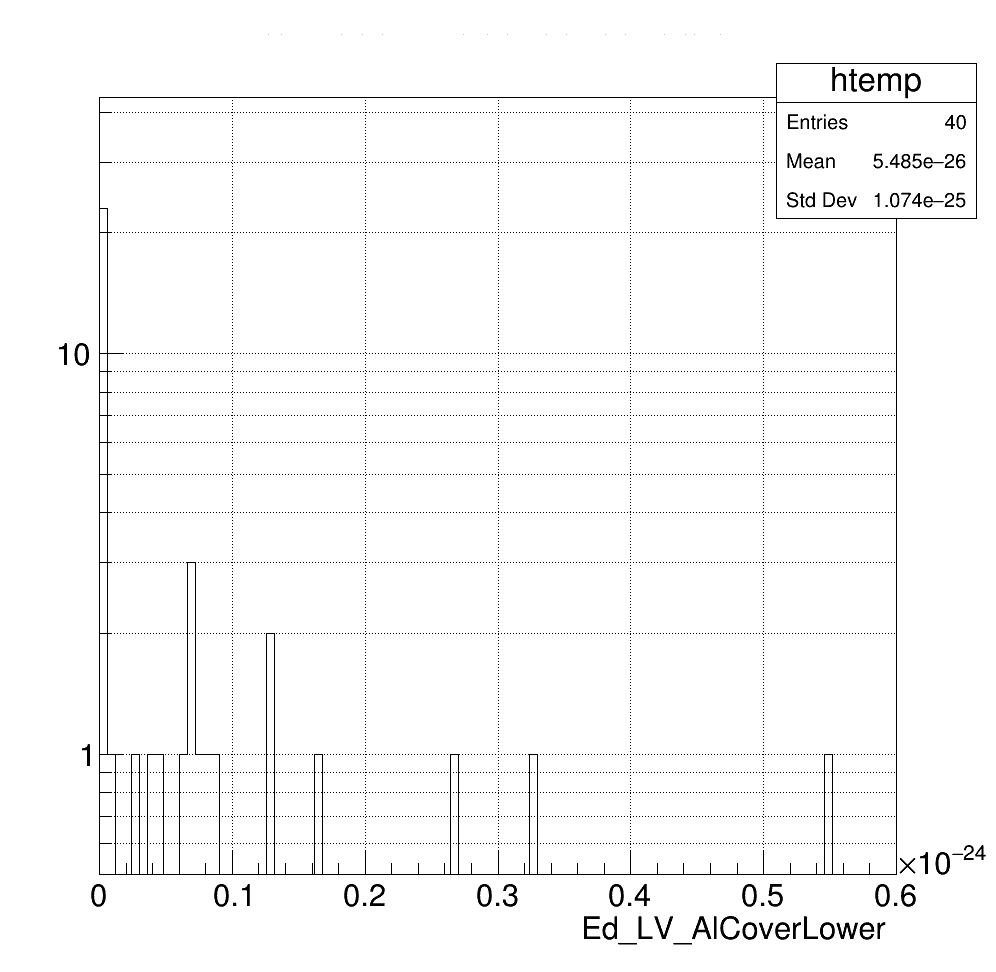 htemp
Entries 40
Mean 5.485e−26
Std Dev 1.074e−25
10
1
0 0.1 0.2 0.3 0.4 0.5 0.6
×10−24
Ed_LV_AlCoverLower